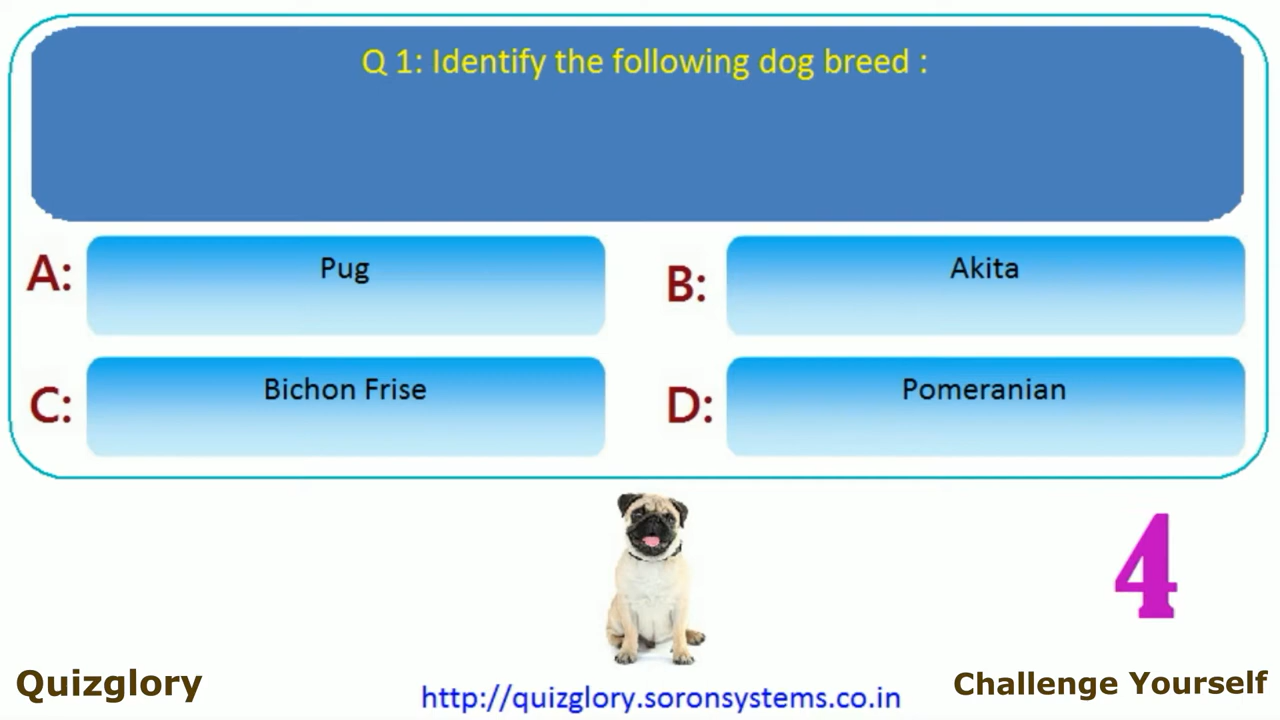 Q 1: Identify the following dog breed :
A: Pug
B: Akita
C: Bichon Frise
D: Pomeranian
4
Quizglory
http://quizglory.soronsystems.co.in
Challenge Yourself